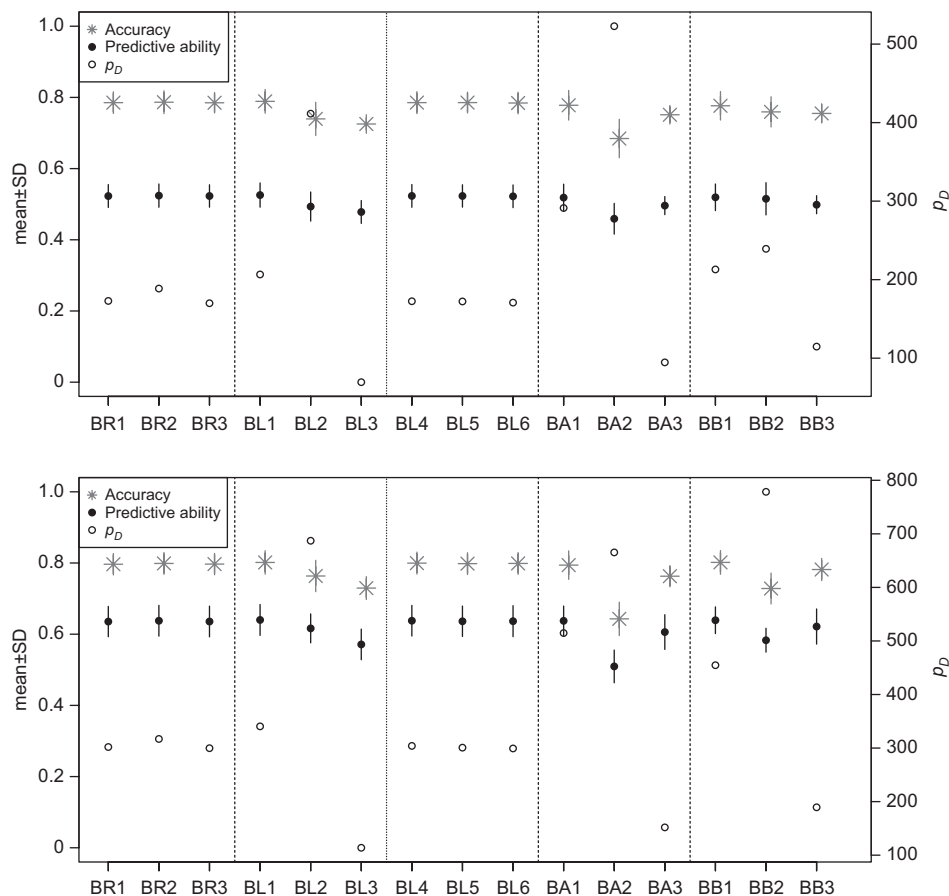 1.0
0.8
0.6
0.4
0.2
0
mean±SD
Accuracy
Predictive ability
p_D
500
400
300
200
100
p_D
BR1 BR2 BR3 BL1 BL2 BL3 BL4 BL5 BL6 BA1 BA2 BA3 BB1 BB2 BB3
1.0
0.8
0.6
0.4
0.2
0
mean±SD
Accuracy
Predictive ability
p_D
800
700
600
500
400
300
200
100
p_D
BR1 BR2 BR3 BL1 BL2 BL3 BL4 BL5 BL6 BA1 BA2 BA3 BB1 BB2 BB3